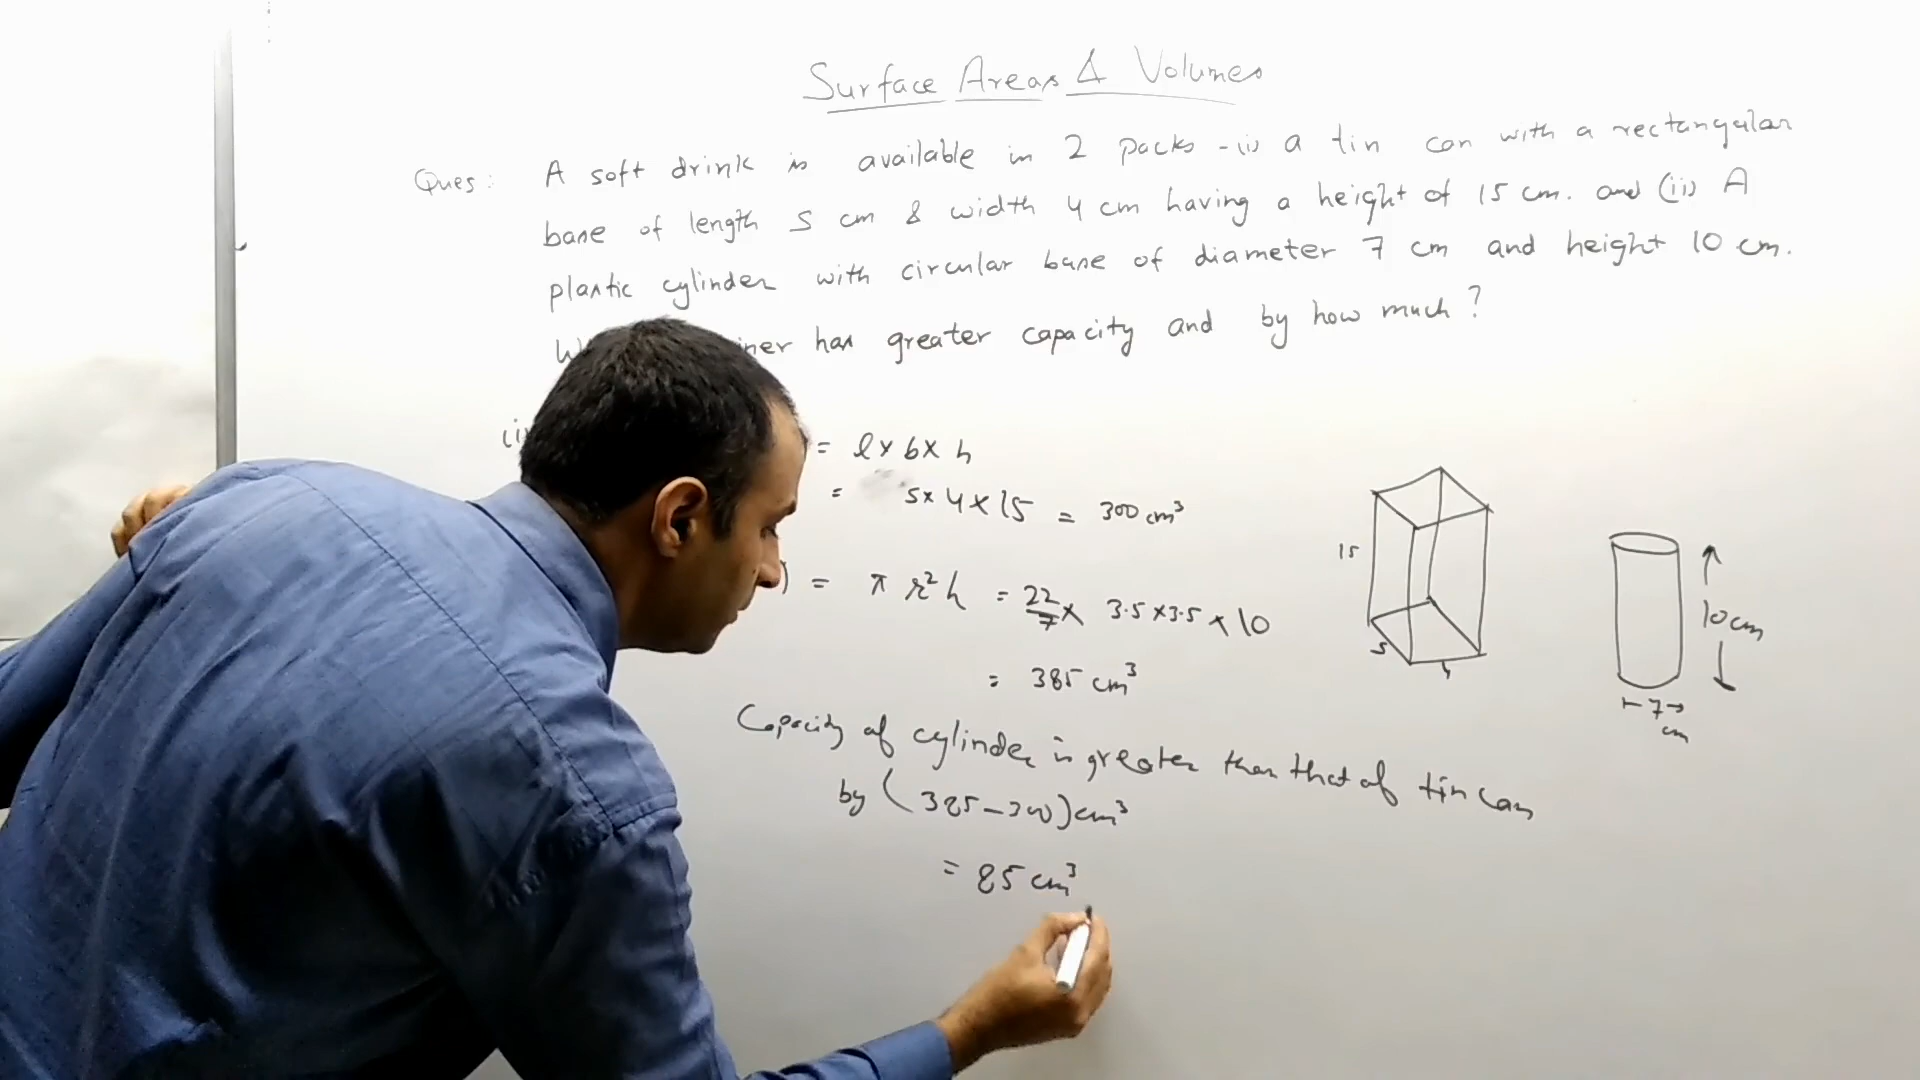 Surface Areas & Volumes
Ques: A soft drink is available in 2 packs - (i) a tin can with a rectangular
base of length 5 cm & width 4 cm having a height of 15 cm. and (ii) A
plastic cylinder with circular base of diameter 7 cm and height 10 cm.
has greater capacity and by how much?
= l × b × h
= 5 × 4 × 15 = 300 cm³
) = π r² h = 22/7 × 3.5 × 3.5 × 10
= 385 cm³
Capacity of cylinder is greater than that of tin can
by (385 - 300) cm³
= 85 cm³
15
5
4
10 cm
7
cm